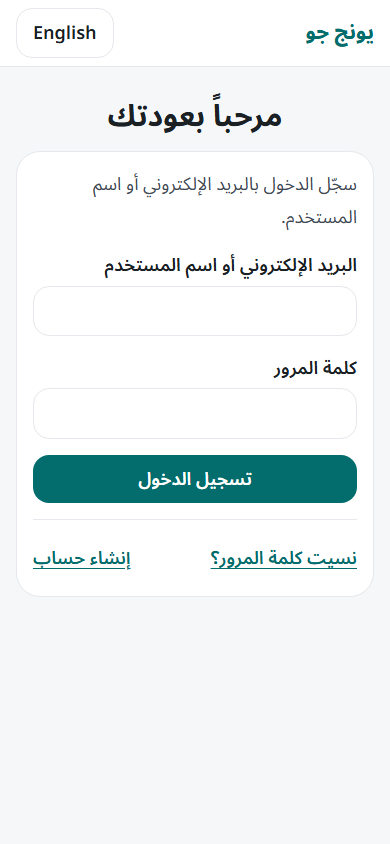 يونج جو
English
مرحباً بعودتك
سجّل الدخول بالبريد الإلكتروني أو اسم
المستخدم.
البريد الإلكتروني أو اسم المستخدم
كلمة المرور
تسجيل الدخول
نسيت كلمة المرور؟
إنشاء حساب